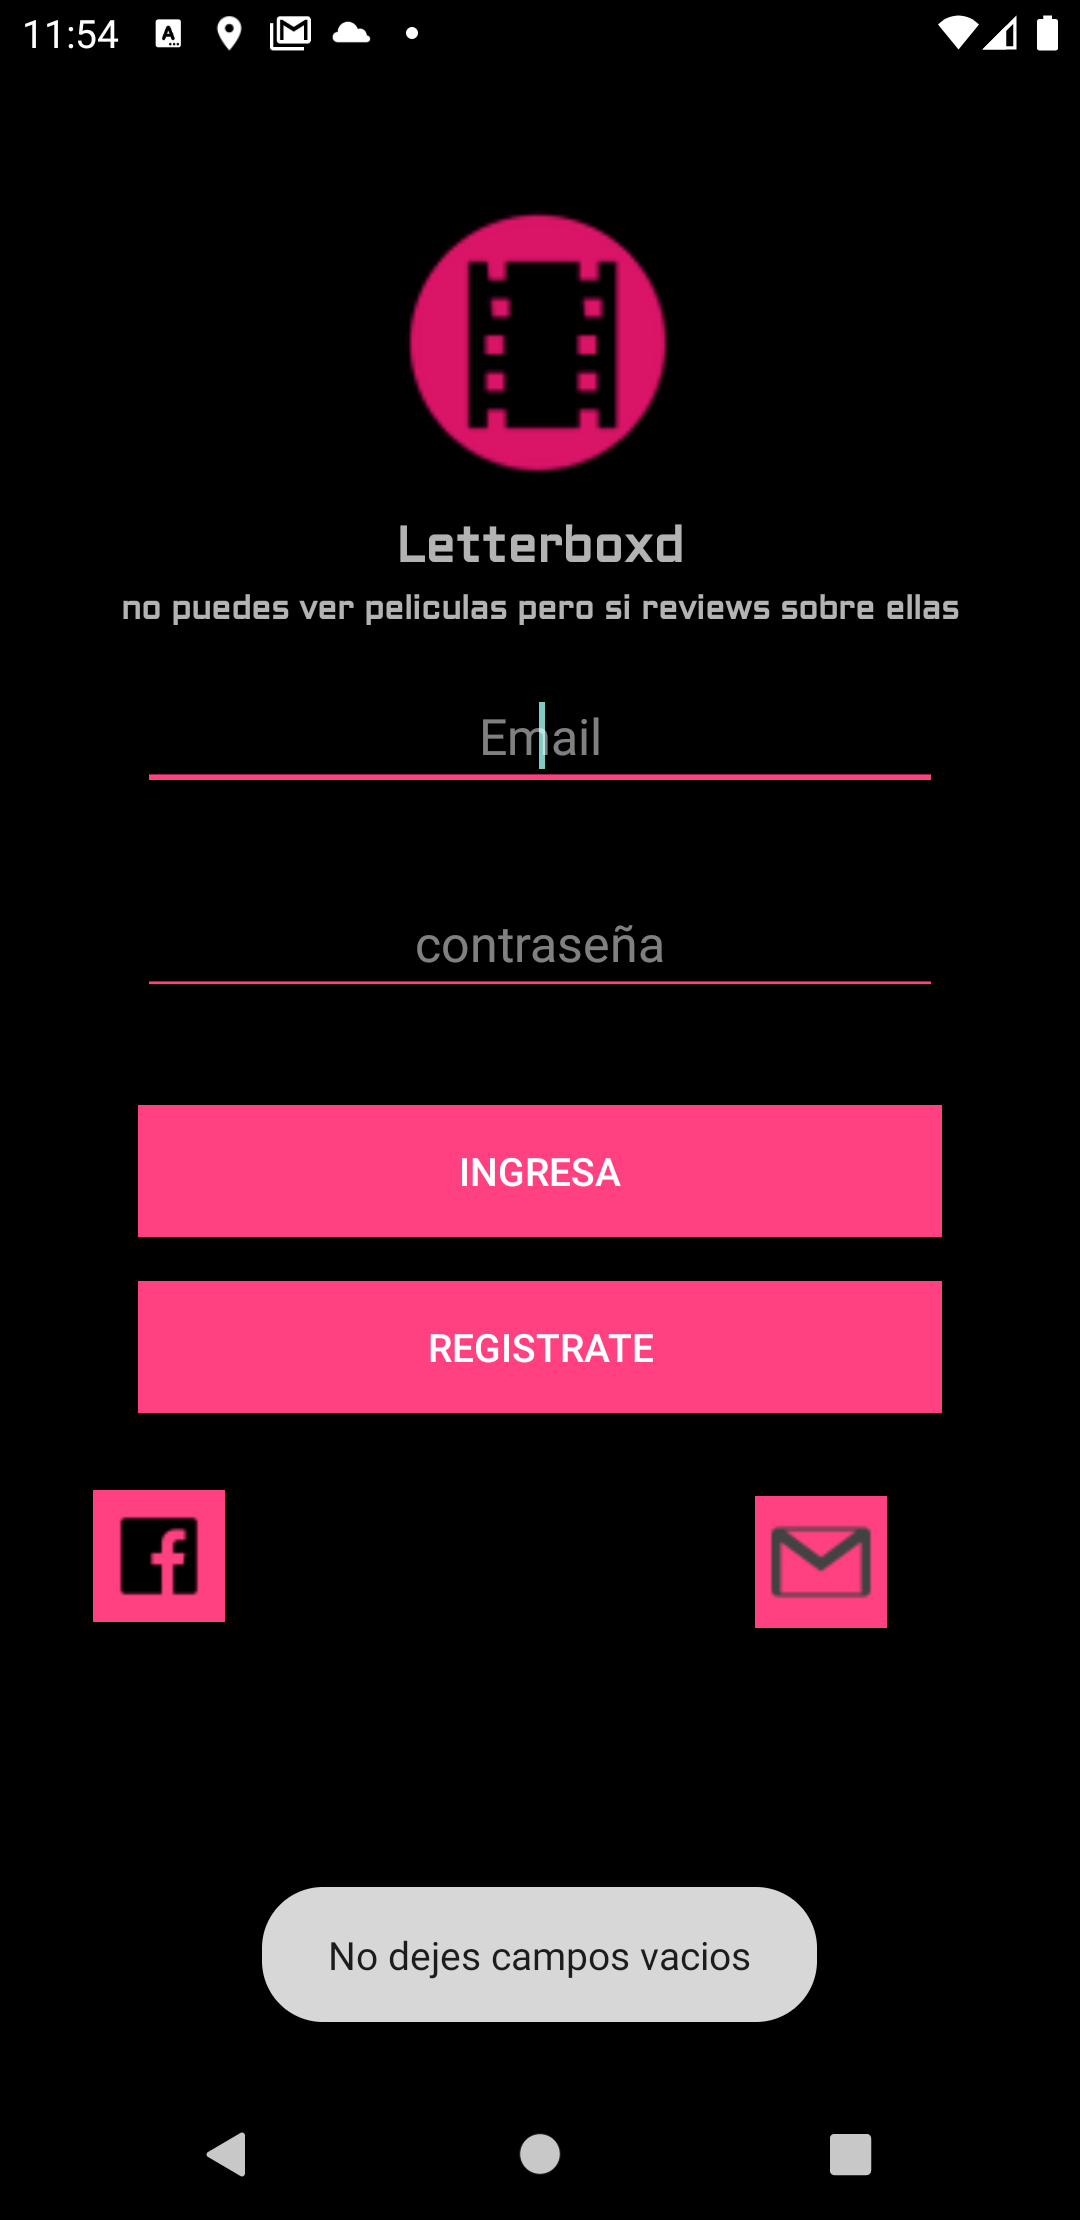 11:54
Letterboxd
no puedes ver peliculas pero si reviews sobre ellas
Email
contraseña
INGRESA
REGISTRATE
No dejes campos vacios